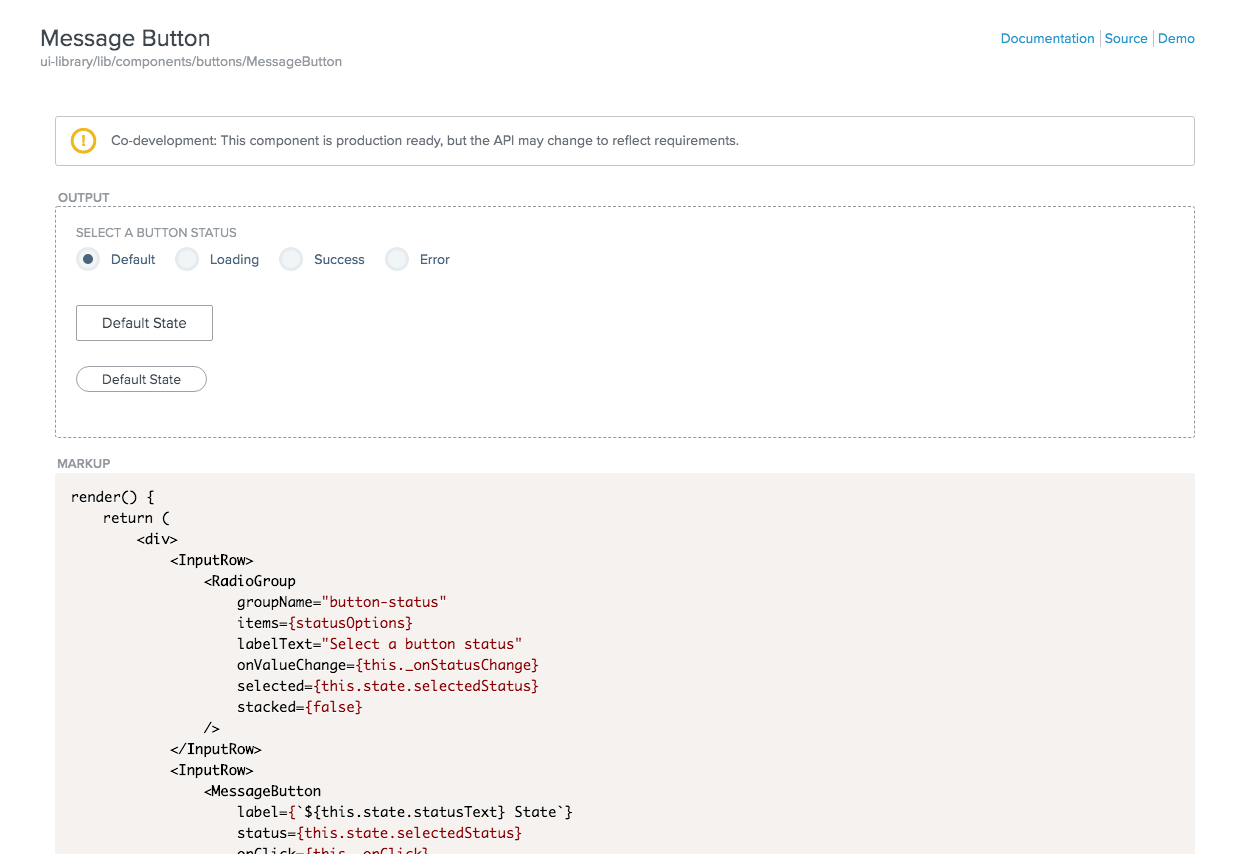 Message Button
Documentation Source Demo
ui-library/lib/components/buttons/MessageButton
Co-development: This component is production ready, but the API may change to reflect requirements.
OUTPUT
SELECT A BUTTON STATUS
Default Loading Success Error
Default State
Default State
MARKUP
render() {
return (
<div>
<InputRow>
<RadioGroup
groupName="button-status"
items={statusOptions}
labelText="Select a button status"
onValueChange={this._onStatusChange}
selected={this.state.selectedStatus}
stacked={false}
/>
</InputRow>
<InputRow>
<MessageButton
label={`${this.state.statusText} State`}
status={this.state.selectedStatus}
onClick={this._onClick}